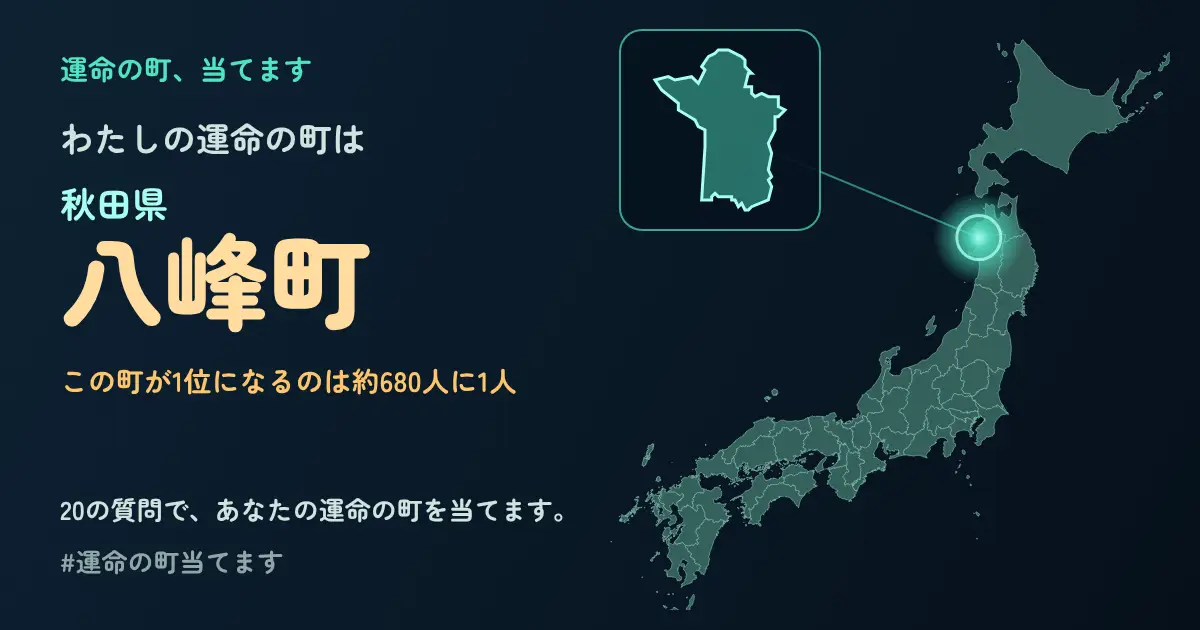 運命の町、当てます
わたしの運命の町は
秋田県
八峰町
この町が1位になるのは約680人に1人
20の質問で、あなたの運命の町を当てます。
#運命の町当てます